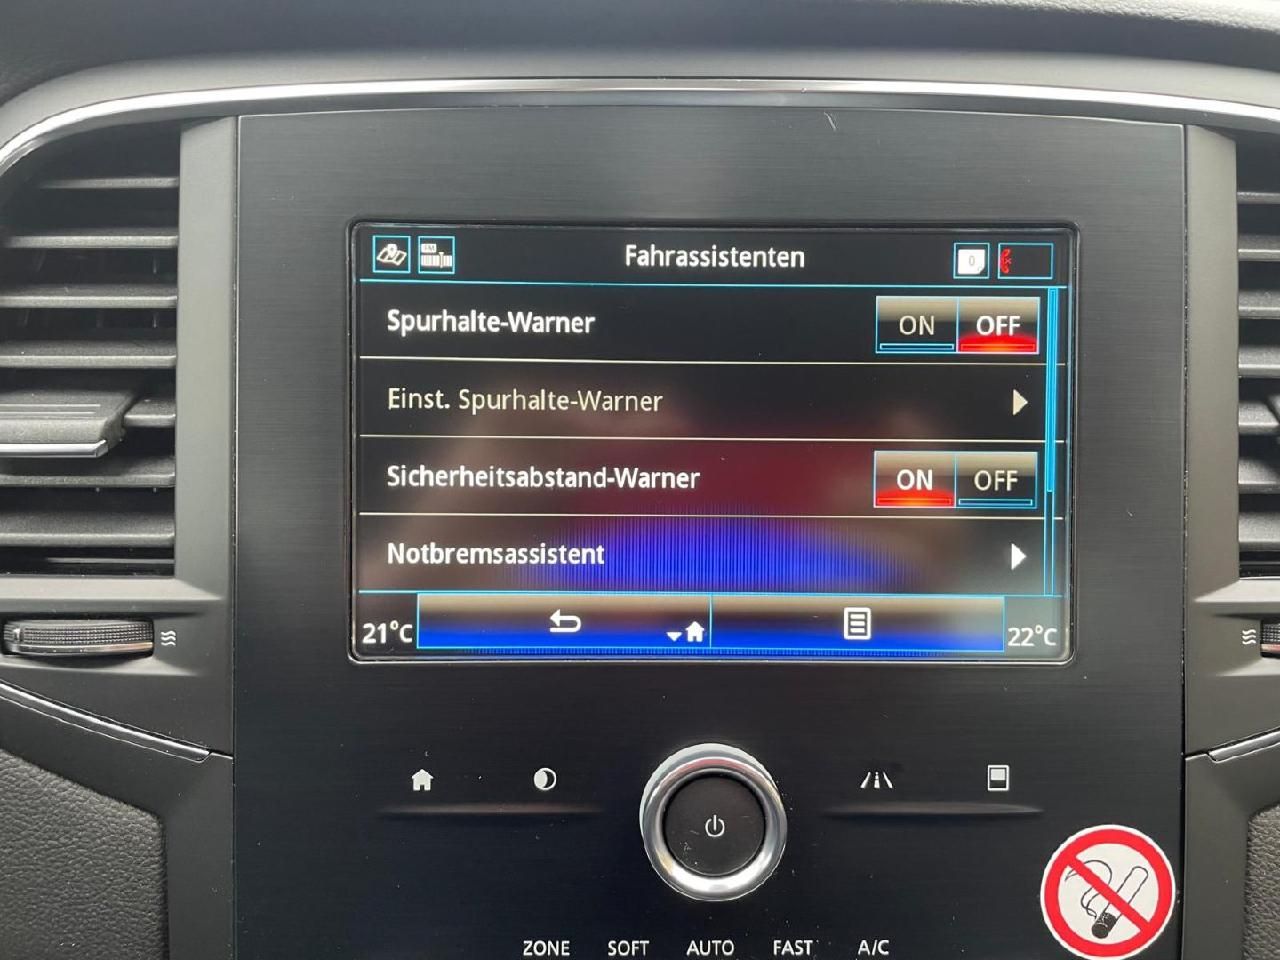 Fahrassistenten
0
Spurhalte-Warner ON OFF
Einst. Spurhalte-Warner
Sicherheitsabstand-Warner ON OFF
Notbremsassistent
21°C 22°C
ZONE SOFT AUTO FAST A/C